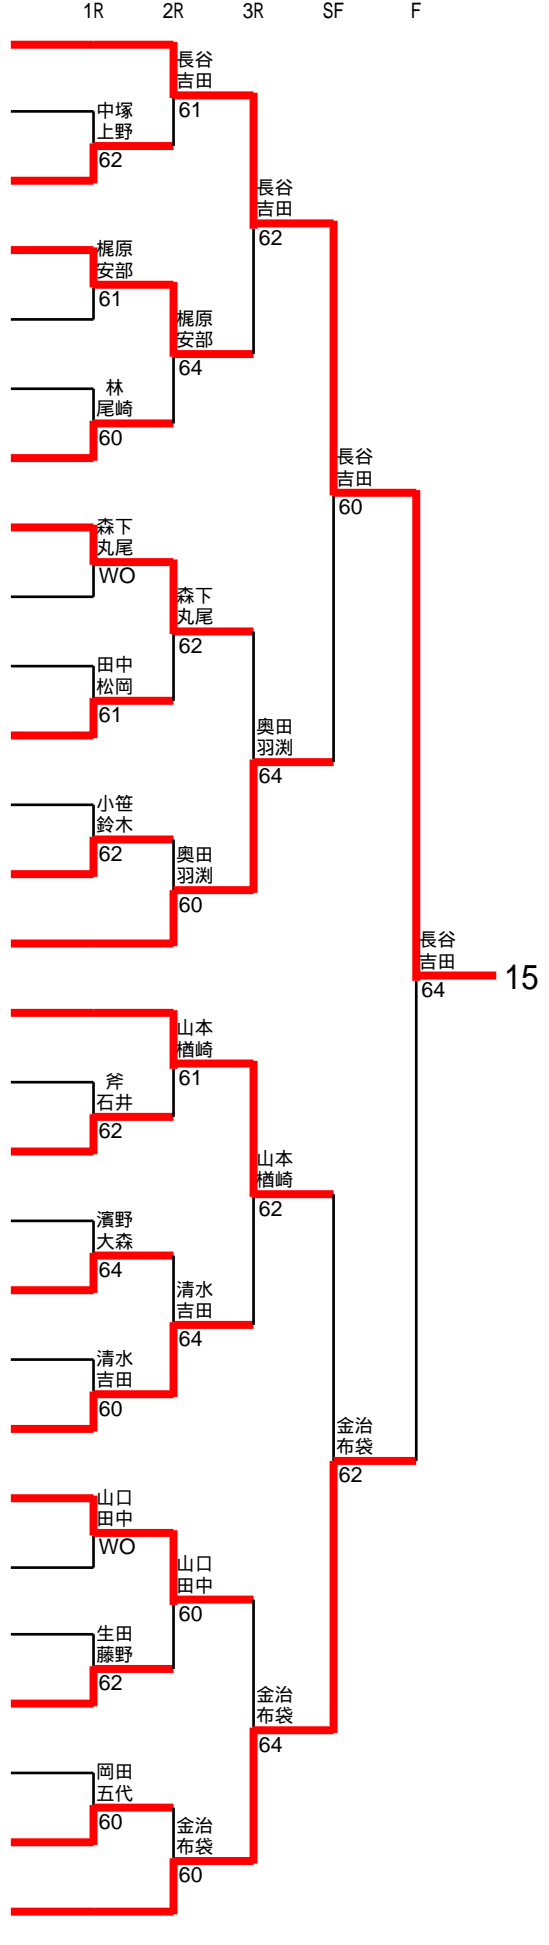 1R 2R 3R SF F
長谷
吉田
61
中塚
上野
62
長谷
吉田
62
梶原
安部
61
梶原
安部
64
林
尾崎
60
長谷
吉田
60
森下
丸尾
WO
森下
丸尾
62
田中
松岡
61
奥田
羽渕
64
小笹
鈴木
62
奥田
羽渕
60
長谷
吉田
64
15
山本
楢崎
61
斧
石井
62
山本
楢崎
62
濱野
大森
64
清水
吉田
64
清水
吉田
60
金治
布袋
62
山口
田中
WO
山口
田中
60
生田
藤野
62
金治
布袋
64
岡田
五代
60
金治
布袋
60